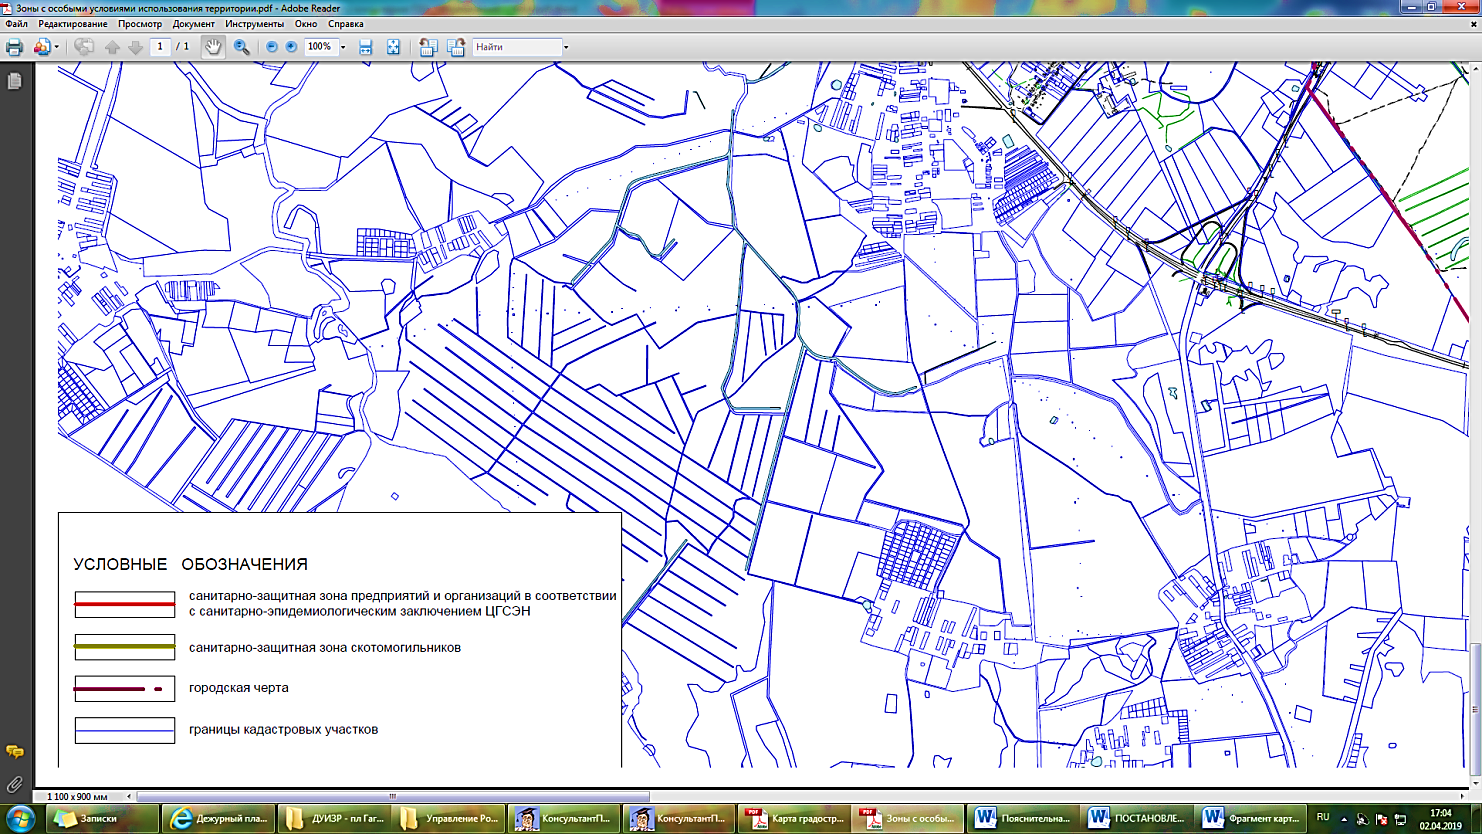 Зоны с особыми условиями использования территории.pdf - Adobe Reader
Файл Редактирование Просмотр Документ Инструменты Окно Справка
1 / 1 100% Найти
УСЛОВНЫЕ ОБОЗНАЧЕНИЯ
санитарно-защитная зона предприятий и организаций в соответствии
с санитарно-эпидемиологическим заключением ЦГСЭН
санитарно-защитная зона скотомогильников
городская черта
границы кадастровых участков
1 100 x 900 мм
Записки Дежурный пла... ДУИЗР - пл Гаг... Управление Ро... КонсультантП... КонсультантП... Карта градостр... Зоны с особы... Пояснительна... ПОСТАНОВЛЕ... Фрагмент карт... RU 17:04
02.04.2019